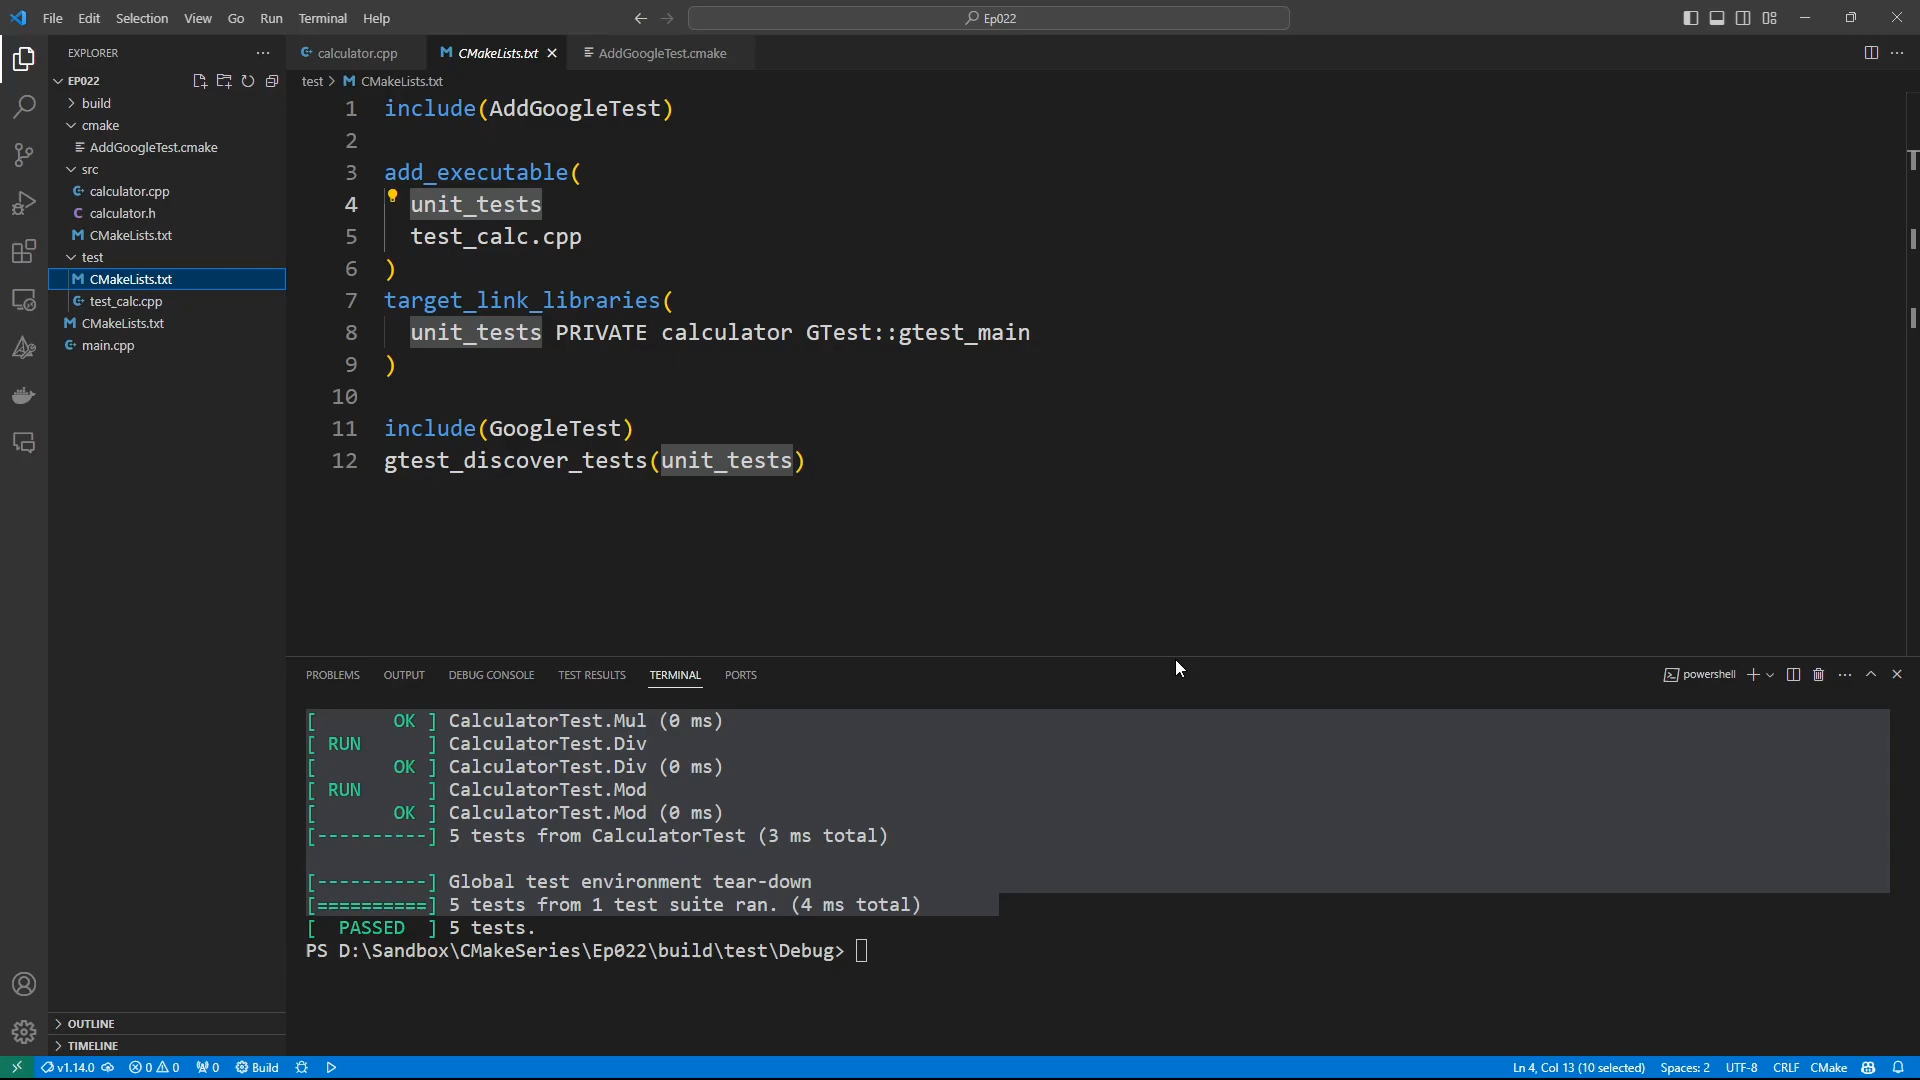 File Edit Selection View Go Run Terminal Help
Ep022
EXPLORER
EP022
build
cmake
AddGoogleTest.cmake
src
calculator.cpp
calculator.h
CMakeLists.txt
test
CMakeLists.txt
test_calc.cpp
CMakeLists.txt
main.cpp
OUTLINE
TIMELINE
calculator.cpp CMakeLists.txt AddGoogleTest.cmake
test > CMakeLists.txt
1 include(AddGoogleTest)
2
3 add_executable(
4 unit_tests
5 test_calc.cpp
6 )
7 target_link_libraries(
8 unit_tests PRIVATE calculator GTest::gtest_main
9 )
10
11 include(GoogleTest)
12 gtest_discover_tests(unit_tests)
PROBLEMS OUTPUT DEBUG CONSOLE TEST RESULTS TERMINAL PORTS
powershell
[       OK ] CalculatorTest.Mul (0 ms)
[ RUN      ] CalculatorTest.Div
[       OK ] CalculatorTest.Div (0 ms)
[ RUN      ] CalculatorTest.Mod
[       OK ] CalculatorTest.Mod (0 ms)
[----------] 5 tests from CalculatorTest (3 ms total)
[----------] Global test environment tear-down
[==========] 5 tests from 1 test suite ran. (4 ms total)
[  PASSED  ] 5 tests.
PS D:\Sandbox\CMakeSeries\Ep022\build\test\Debug>
v1.14.0 0 0 0 Build
Ln 4, Col 13 (10 selected) Spaces: 2 UTF-8 CRLF CMake